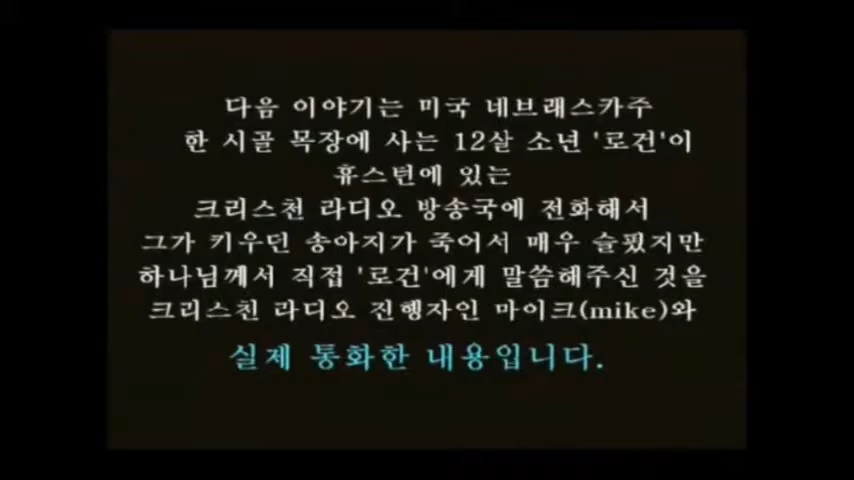 다음 이야기는 미국 네브래스카주
한 시골 목장에 사는 12살 소년 '로건'이
휴스턴에 있는
크리스천 라디오 방송국에 전화해서
그가 키우던 송아지가 죽어서 매우 슬펐지만
하나님께서 직접 '로건'에게 말씀해주신 것을
크리스천 라디오 진행자인 마이크(mike)와
실제 통화한 내용입니다.